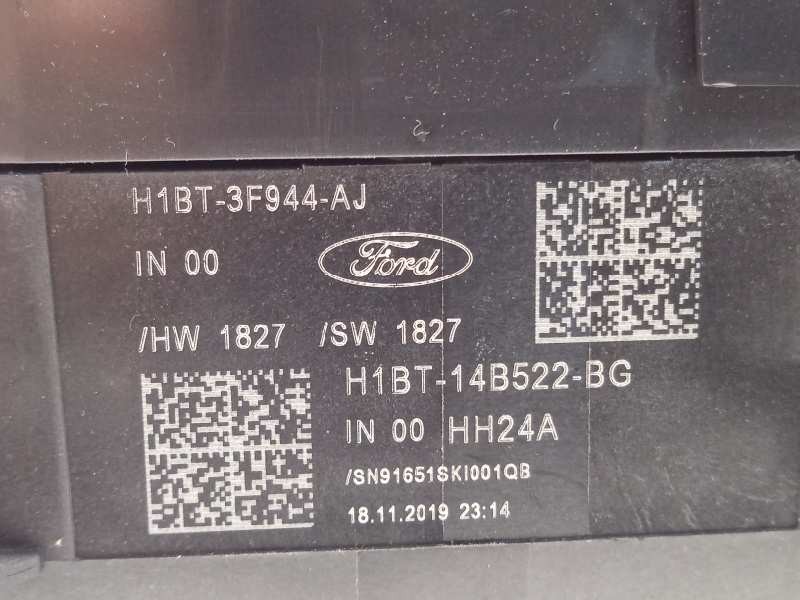 H1BT-3F944-AJ
IN 00
Ford
/HW 1827 /SW 1827
H1BT-14B522-BG
IN 00 HH24A
/SN91651SKI001QB
18.11.2019 23:14